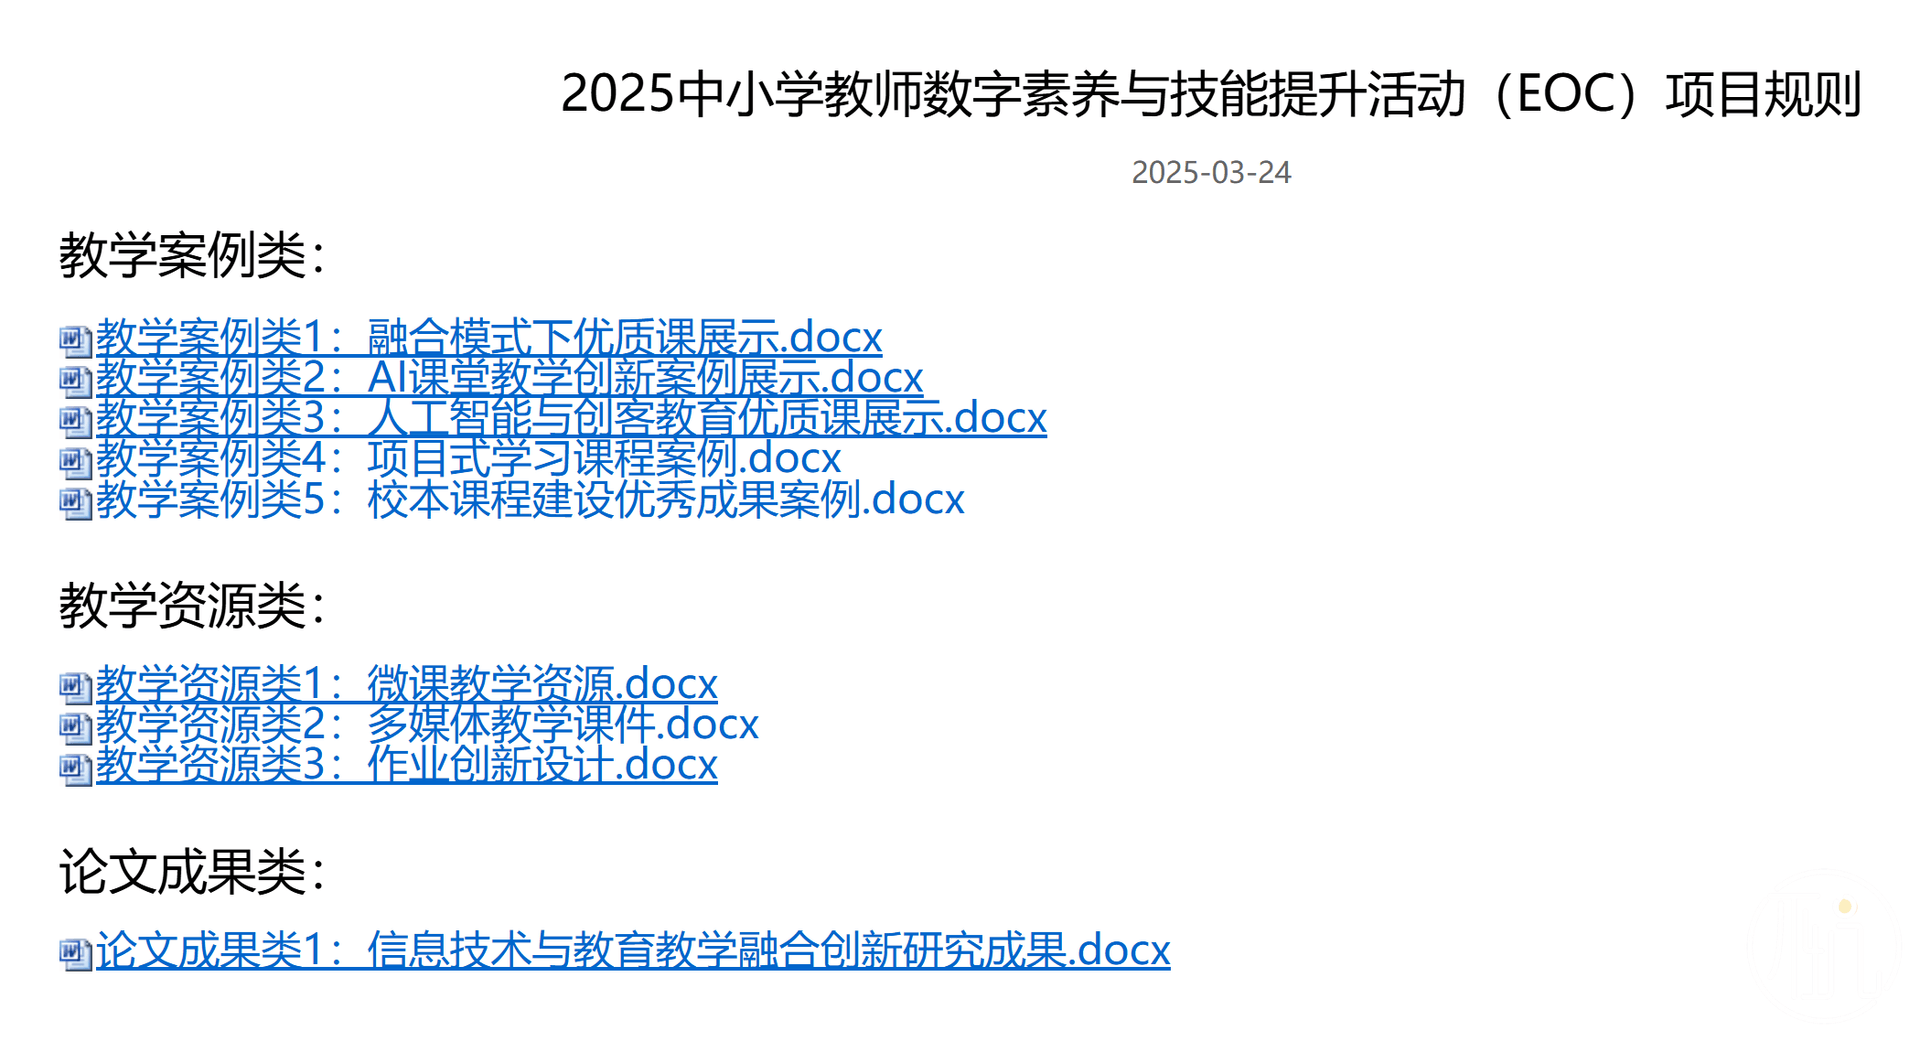 2025中小学教师数字素养与技能提升活动（EOC）项目规则
2025-03-24
教学案例类：
教学案例类1：融合模式下优质课展示.docx
教学案例类2：AI课堂教学创新案例展示.docx
教学案例类3：人工智能与创客教育优质课展示.docx
教学案例类4：项目式学习课程案例.docx
教学案例类5：校本课程建设优秀成果案例.docx
教学资源类：
教学资源类1：微课教学资源.docx
教学资源类2：多媒体教学课件.docx
教学资源类3：作业创新设计.docx
论文成果类：
论文成果类1：信息技术与教育教学融合创新研究成果.docx